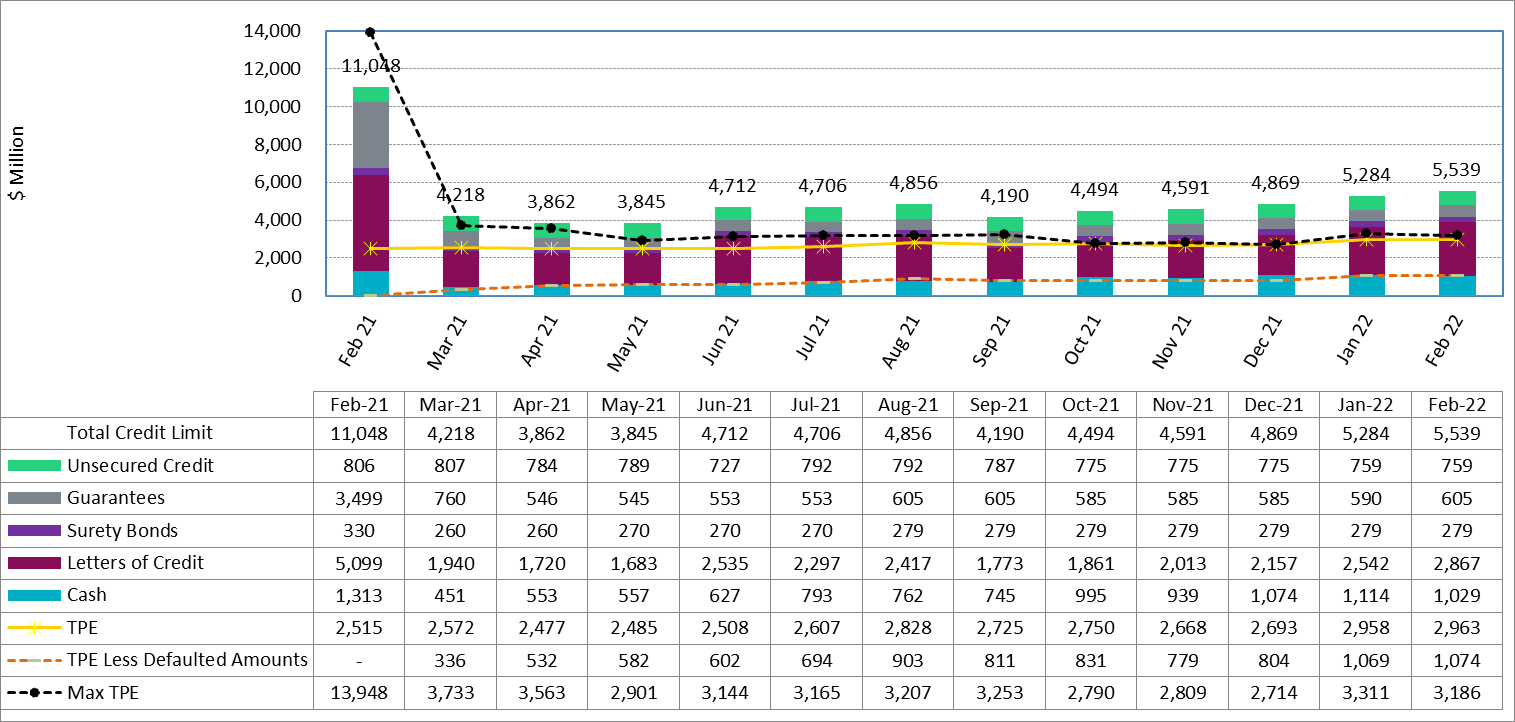 $ Million
14,000
12,000
10,000
8,000
6,000
4,000
2,000
0
11,048
4,218
3,862
3,845
4,712
4,706
4,856
4,190
4,494
4,591
4,869
5,284
5,539
Feb 21
Mar 21
Apr 21
May 21
Jun 21
Jul 21
Aug 21
Sep 21
Oct 21
Nov 21
Dec 21
Jan 22
Feb 22
Feb-21 Mar-21 Apr-21 May-21 Jun-21 Jul-21 Aug-21 Sep-21 Oct-21 Nov-21 Dec-21 Jan-22 Feb-22
Total Credit Limit 11,048 4,218 3,862 3,845 4,712 4,706 4,856 4,190 4,494 4,591 4,869 5,284 5,539
Unsecured Credit 806 807 784 789 727 792 792 787 775 775 775 759 759
Guarantees 3,499 760 546 545 553 553 605 605 585 585 585 590 605
Surety Bonds 330 260 260 270 270 270 279 279 279 279 279 279 279
Letters of Credit 5,099 1,940 1,720 1,683 2,535 2,297 2,417 1,773 1,861 2,013 2,157 2,542 2,867
Cash 1,313 451 553 557 627 793 762 745 995 939 1,074 1,114 1,029
TPE 2,515 2,572 2,477 2,485 2,508 2,607 2,828 2,725 2,750 2,668 2,693 2,958 2,963
TPE Less Defaulted Amounts - 336 532 582 602 694 903 811 831 779 804 1,069 1,074
Max TPE 13,948 3,733 3,563 2,901 3,144 3,165 3,207 3,253 2,790 2,809 2,714 3,311 3,186